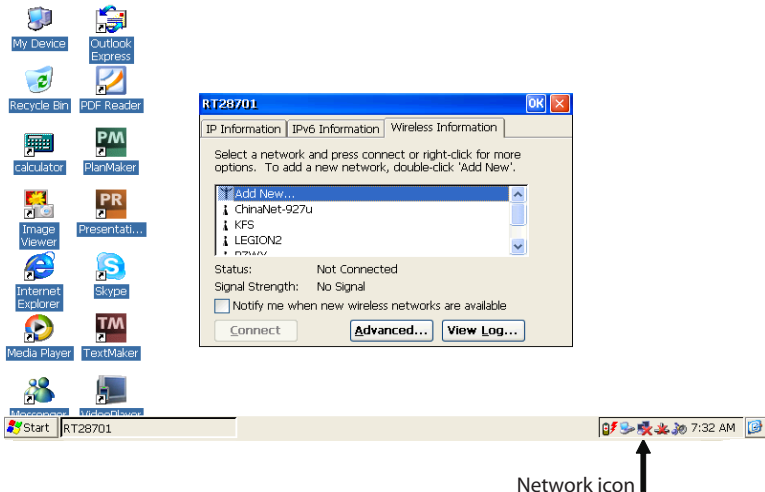 My Device
Outlook
Express
Recycle Bin
PDF Reader
calculator
PlanMaker
Image
Viewer
Presentati...
Internet
Explorer
Skype
Media Player
TextMaker
Messenger
VideoPlayer
RT28701
OK
IP Information
IPv6 Information
Wireless Information
Select a network and press connect or right-click for more
options. To add a new network, double-click 'Add New'.
Add New...
ChinaNet-927u
KFS
LEGION2
Status: Not Connected
Signal Strength: No Signal
Notify me when new wireless networks are available
Connect
Advanced...
View Log...
Start
RT28701
7:32 AM
Network icon